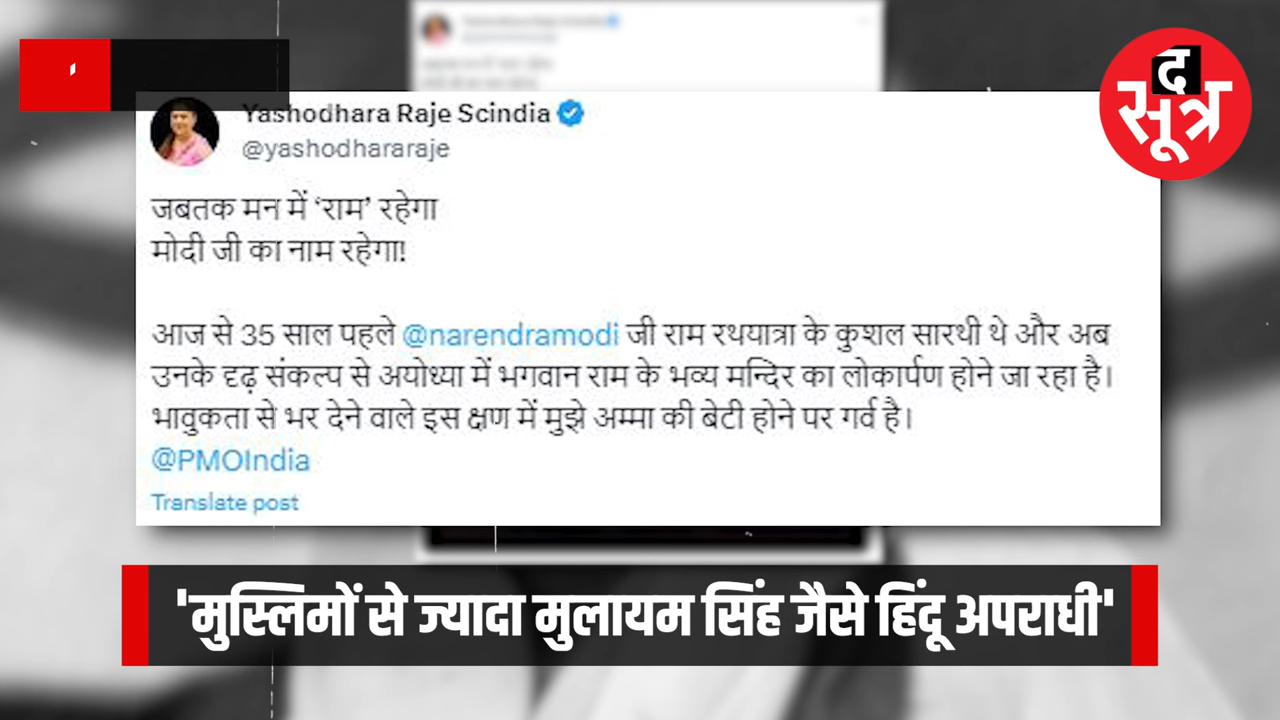 द सूत्र
Yashodhara Raje Scindia
@yashodhararaje
जबतक मन में ‘राम’ रहेगा
मोदी जी का नाम रहेगा!
आज से 35 साल पहले @narendramodi जी राम रथयात्रा के कुशल सारथी थे और अब
उनके दृढ़ संकल्प से अयोध्या में भगवान राम के भव्य मन्दिर का लोकार्पण होने जा रहा है।
भावुकता से भर देने वाले इस क्षण में मुझे अम्मा की बेटी होने पर गर्व है।
@PMOIndia
Translate post
'मुस्लिमों से ज्यादा मुलायम सिंह जैसे हिंदू अपराधी'